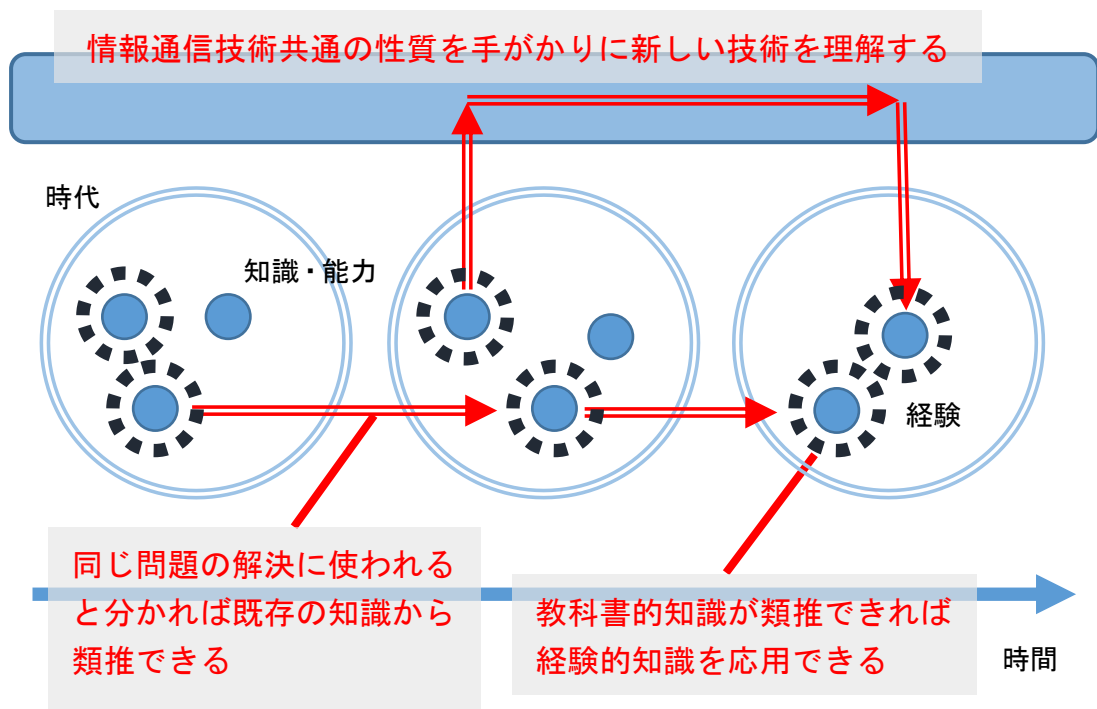 情報通信技術共通の性質を手がかりに新しい技術を理解する
時代
知識・能力
経験
同じ問題の解決に使われる
と分かれば既存の知識から
類推できる
教科書的知識が類推できれば
経験的知識を応用できる
時間